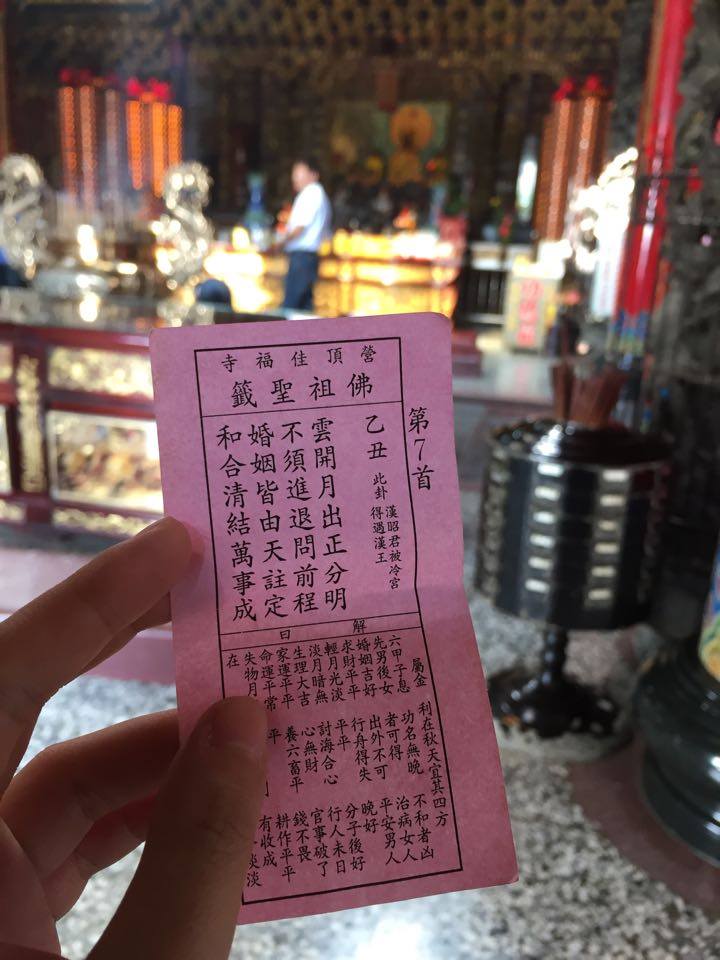 營頂佳福寺
佛祖聖籤
第7首
乙丑
此卦
漢昭君被冷宮
得遇漢王
雲開月出正分明
不須進退問前程
婚姻皆由天註定
和合清結萬事成
解曰
屬金 利在秋天 宜其四方
六甲子息
先男後女
婚姻吉好
求財平平
輕月光淡
淡月暗無
生理大吉
家運平平
命運平常
失物月
在
功名無晚
者可得
出外不可
行舟得失
平平
討海合心
心無財
養六畜平
平
不和者凶
治病女人
平安男人
晚好
分子後好
行人未日
官事破了
錢不畏
耕作平平
有收成
淡淡